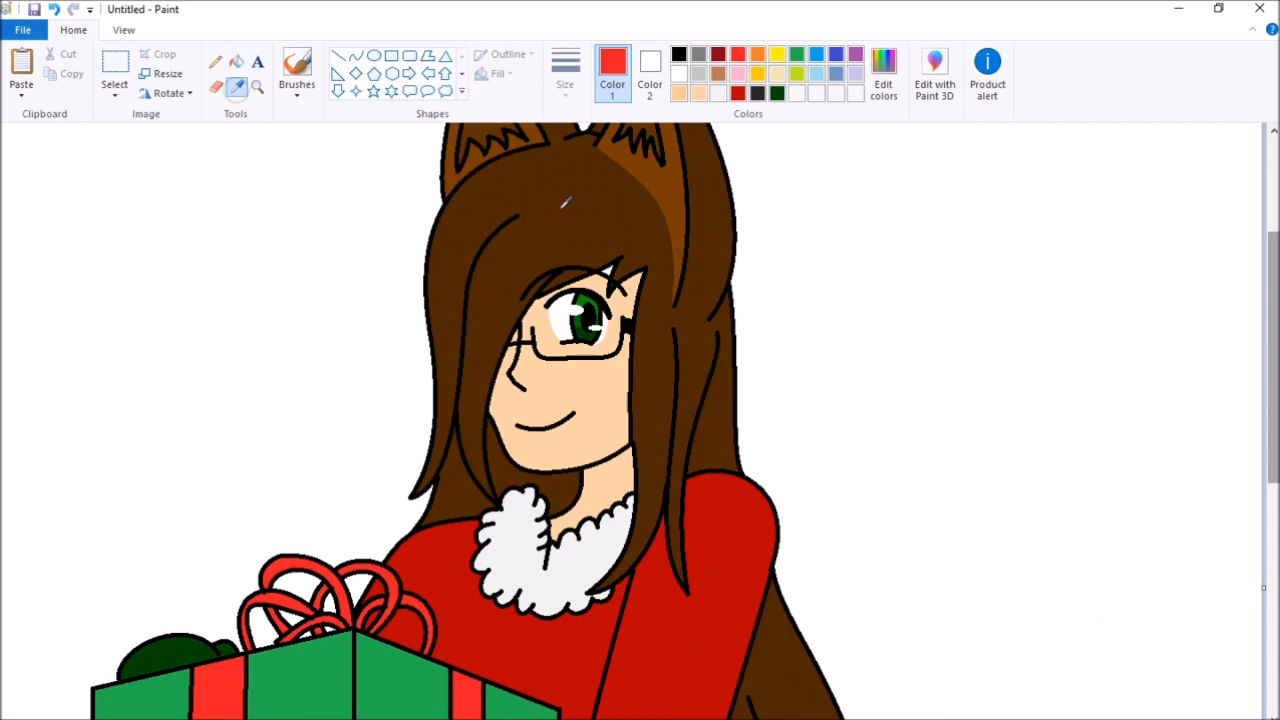 Untitled - Paint
File Home View
Paste
Cut
Copy
Clipboard
Select
Crop
Resize
Rotate
Image
A
Tools
Brushes
Shapes
Outline
Fill
Size
Color 1
Color 2
Edit colors
Colors
Edit with Paint 3D
Product alert